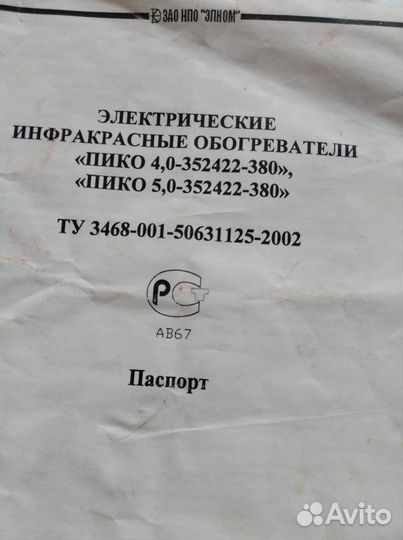 ЗАО НПО "ЭЛКОМ"
ЭЛЕКТРИЧЕСКИЕ
ИНФРАКРАСНЫЕ ОБОГРЕВАТЕЛИ
«ПИКО 4,0-352422-380»,
«ПИКО 5,0-352422-380»
ТУ 3468-001-50631125-2002
РСТ
АВ67
Паспорт
Avito